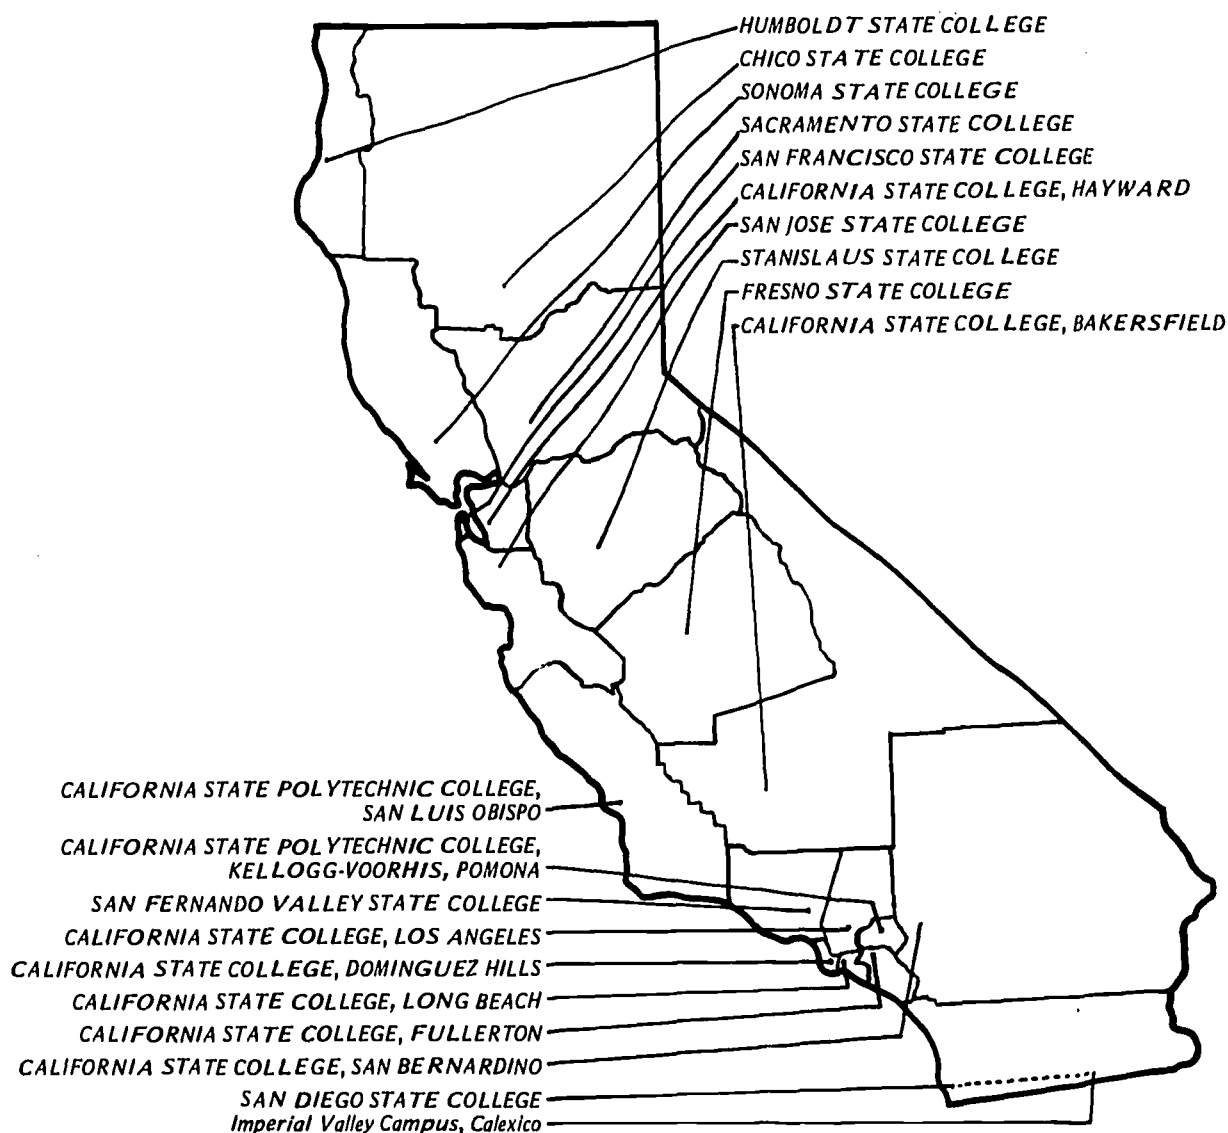 HUMBOLDT STATE COLLEGE
CHICO STATE COLLEGE
SONOMA STATE COLLEGE
SACRAMENTO STATE COLLEGE
SAN FRANCISCO STATE COLLEGE
CALIFORNIA STATE COLLEGE, HAYWARD
SAN JOSE STATE COLLEGE
STANISLAUS STATE COLLEGE
FRESNO STATE COLLEGE
CALIFORNIA STATE COLLEGE, BAKERSFIELD
CALIFORNIA STATE POLYTECHNIC COLLEGE,
SAN LUIS OBISPO
CALIFORNIA STATE POLYTECHNIC COLLEGE,
KELLOGG-VOORHIS, POMONA
SAN FERNANDO VALLEY STATE COLLEGE
CALIFORNIA STATE COLLEGE, LOS ANGELES
CALIFORNIA STATE COLLEGE, DOMINGUEZ HILLS
CALIFORNIA STATE COLLEGE, LONG BEACH
CALIFORNIA STATE COLLEGE, FULLERTON
CALIFORNIA STATE COLLEGE, SAN BERNARDINO
SAN DIEGO STATE COLLEGE
Imperial Valley Campus, Calexico